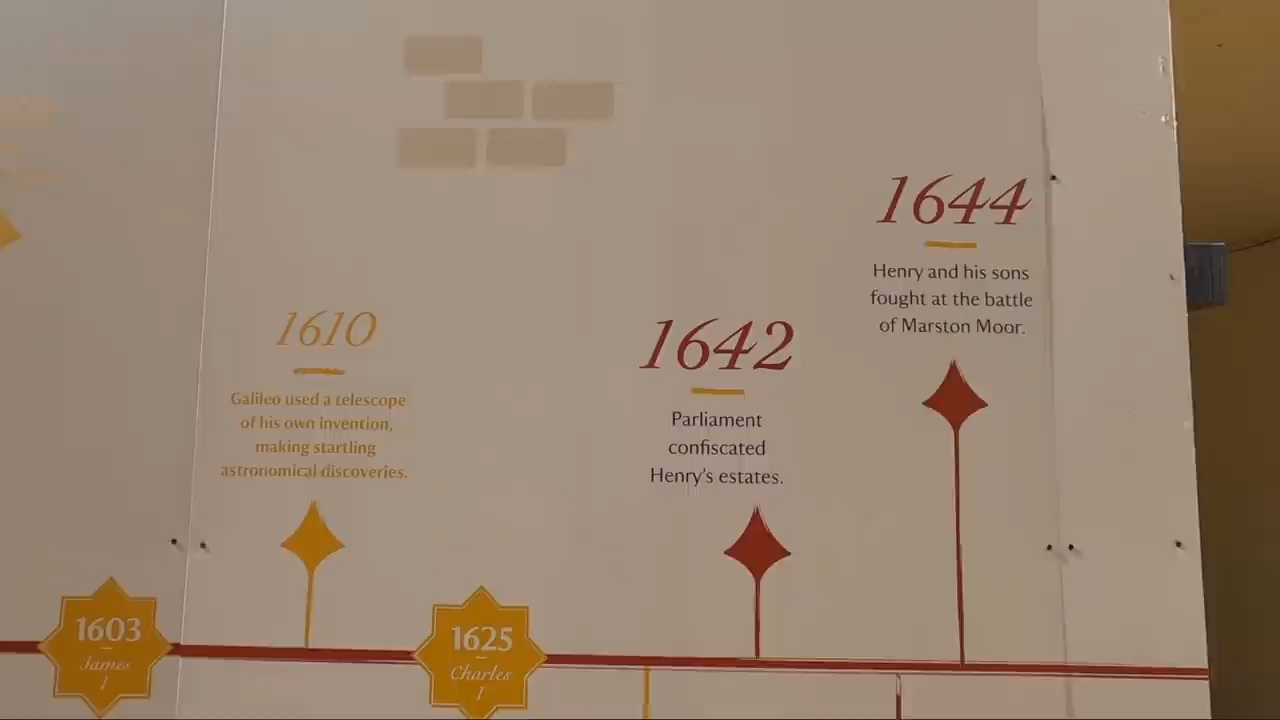 1610
Galileo used a telescope
of his own invention,
making startling
astronomical discoveries.
1642
Parliament
confiscated
Henry's estates.
1644
Henry and his sons
fought at the battle
of Marston Moor.
1603
James
I
1625
Charles
I